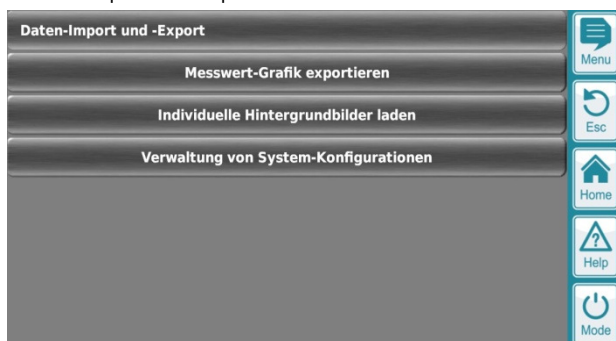 Daten-Import und -Export
Messwert-Grafik exportieren
Individuelle Hintergrundbilder laden
Verwaltung von System-Konfigurationen
Menu
Esc
Home
Help
Mode